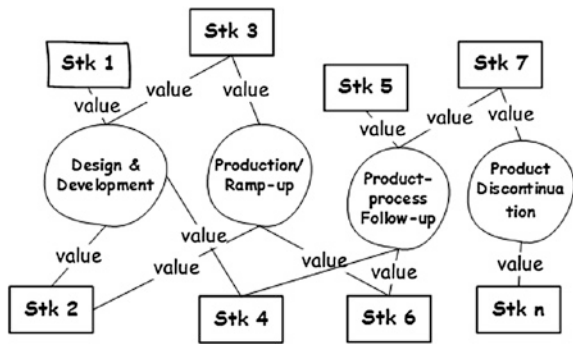 Stk 3
Stk 1
Stk 7
Stk 5
value
value
value
value
value
value
Design &
Development
Production/
Ramp-up
Product-
process
Follow-up
Product
Discontinua
tion
value
value
value
value
value
value
Stk 2
Stk 4
Stk 6
Stk n